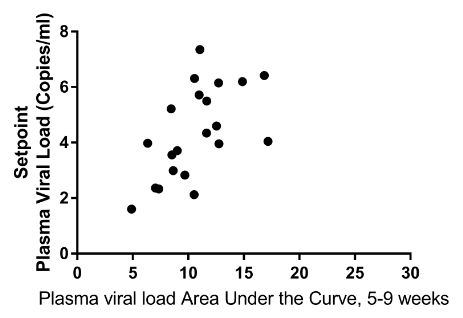 Setpoint
Plasma Viral Load (Copies/ml)
8
6
4
2
0
0 5 10 15 20 25 30
Plasma viral load Area Under the Curve, 5-9 weeks